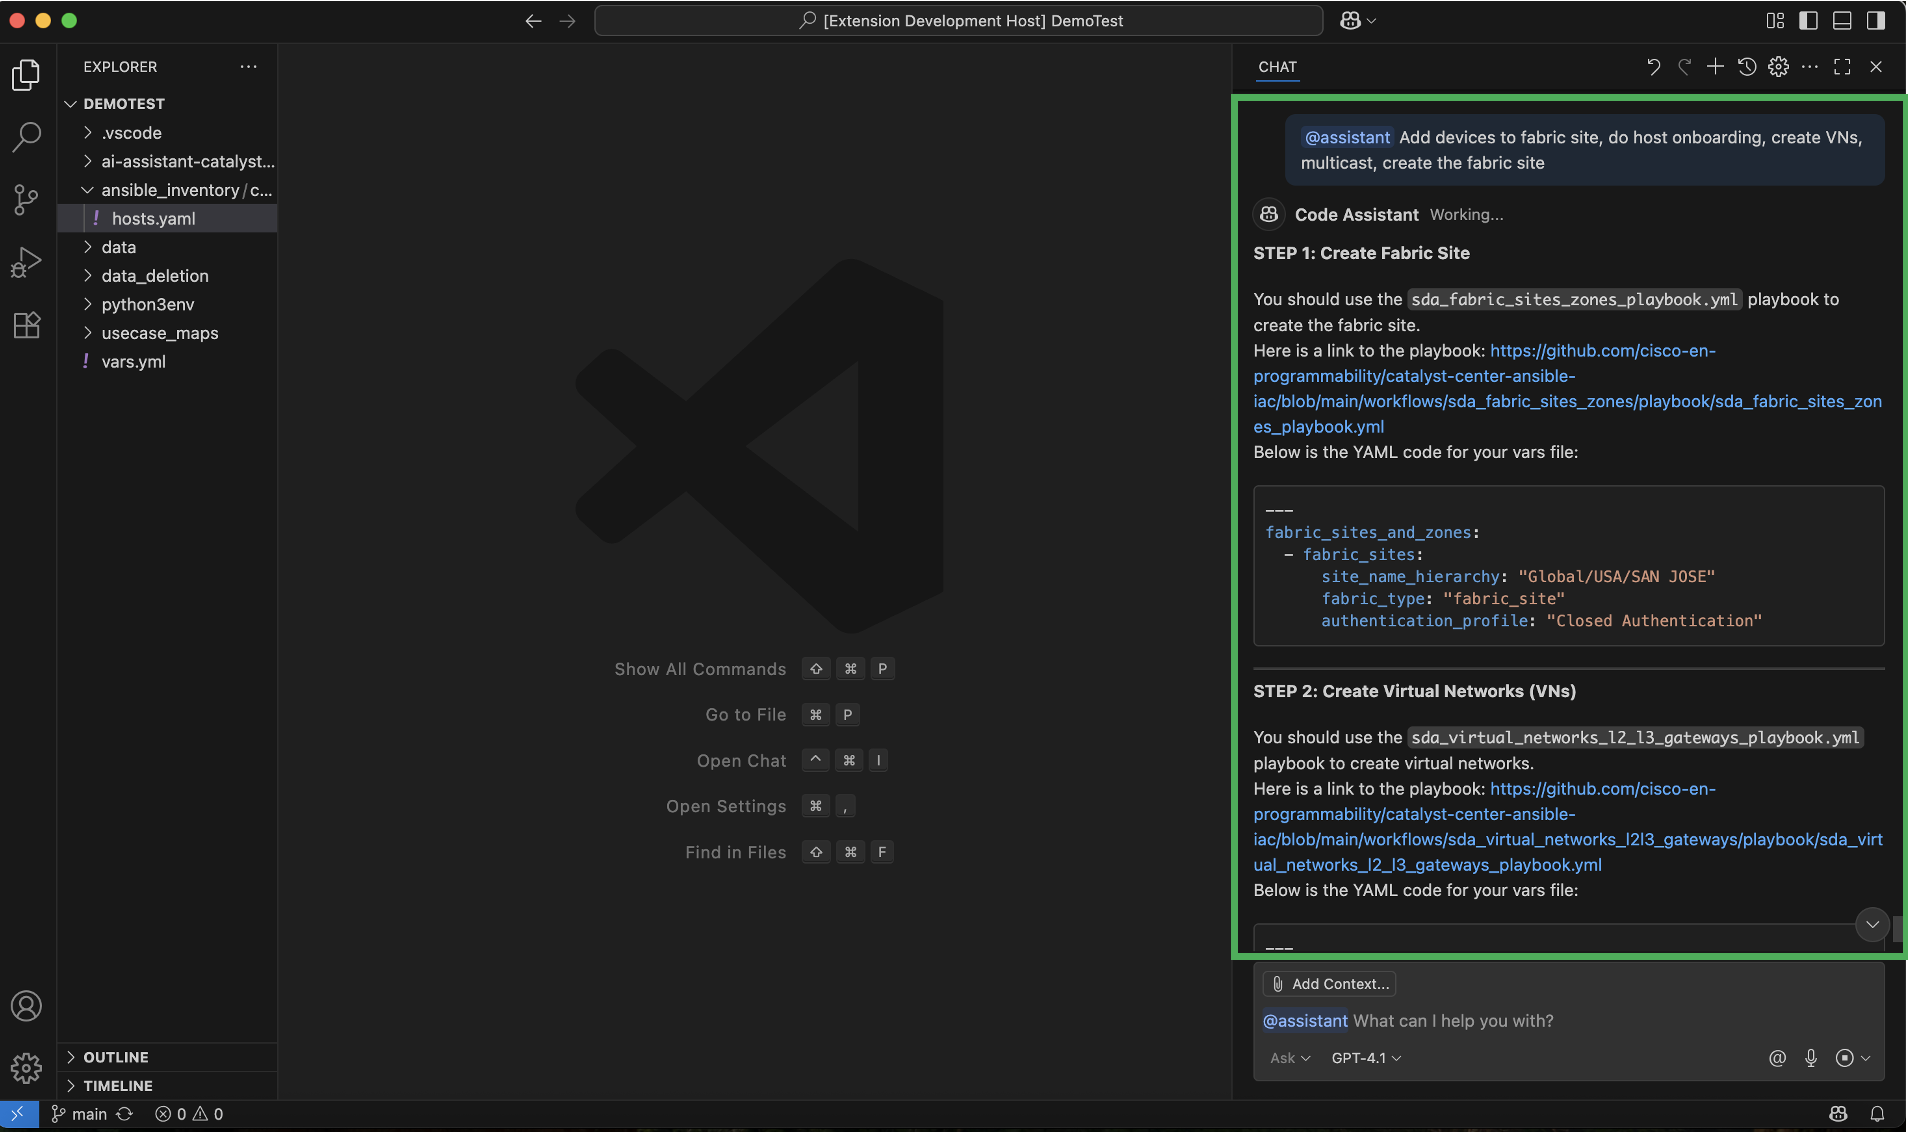 [Extension Development Host] DemoTest
EXPLORER
DEMOTEST
.vscode
ai-assistant-catalyst...
ansible_inventory/c...
! hosts.yaml
data
data_deletion
python3env
usecase_maps
! vars.yml
OUTLINE
TIMELINE
Show All Commands ⇧ ⌘ P
Go to File ⌘ P
Open Chat ^ ⌘ I
Open Settings ⌘ ,
Find in Files ⇧ ⌘ F
CHAT
@assistant Add devices to fabric site, do host onboarding, create VNs,
multicast, create the fabric site
Code Assistant Working...
STEP 1: Create Fabric Site
You should use the sda_fabric_sites_zones_playbook.yml playbook to
create the fabric site.
Here is a link to the playbook: https://github.com/cisco-en-
programmability/catalyst-center-ansible-
iac/blob/main/workflows/sda_fabric_sites_zones/playbook/sda_fabric_sites_zon
es_playbook.yml
Below is the YAML code for your vars file:
---
fabric_sites_and_zones:
- fabric_sites:
site_name_hierarchy: "Global/USA/SAN JOSE"
fabric_type: "fabric_site"
authentication_profile: "Closed Authentication"
STEP 2: Create Virtual Networks (VNs)
You should use the sda_virtual_networks_l2_l3_gateways_playbook.yml
playbook to create virtual networks.
Here is a link to the playbook: https://github.com/cisco-en-
programmability/catalyst-center-ansible-
iac/blob/main/workflows/sda_virtual_networks_l2l3_gateways/playbook/sda_virt
ual_networks_l2_l3_gateways_playbook.yml
Below is the YAML code for your vars file:
---
Add Context...
@assistant What can I help you with?
Ask GPT-4.1
main 0 0